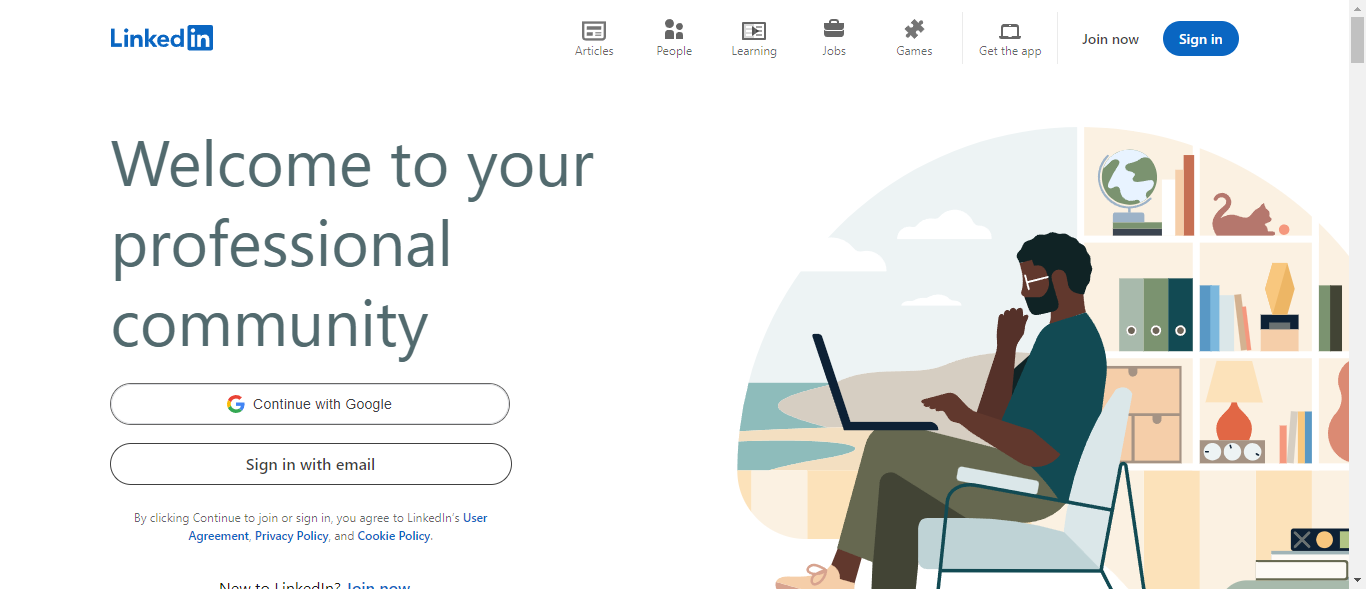 Linked in
Articles
People
Learning
Jobs
Games
Get the app
Join now
Sign in
Welcome to your
professional
community
Continue with Google
Sign in with email
By clicking Continue to join or sign in, you agree to LinkedIn's User
Agreement, Privacy Policy, and Cookie Policy.
New to LinkedIn? Join now